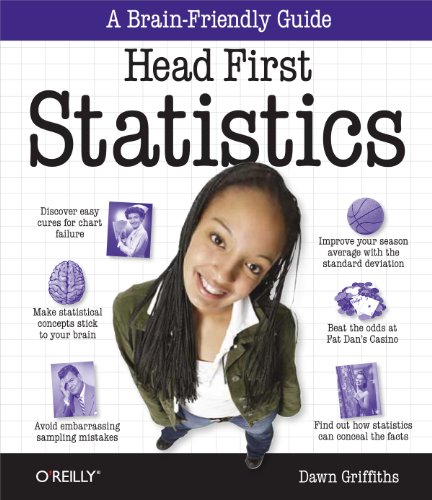 A Brain-Friendly Guide
Head First
Statistics
Discover easy
cures for chart
failure
Improve your season
average with the
standard deviation
Make statistical
concepts stick
to your brain
Beat the odds at
Fat Dan's Casino
Avoid embarrassing
sampling mistakes
Find out how statistics
can conceal the facts
O'REILLY®
Dawn Griffiths